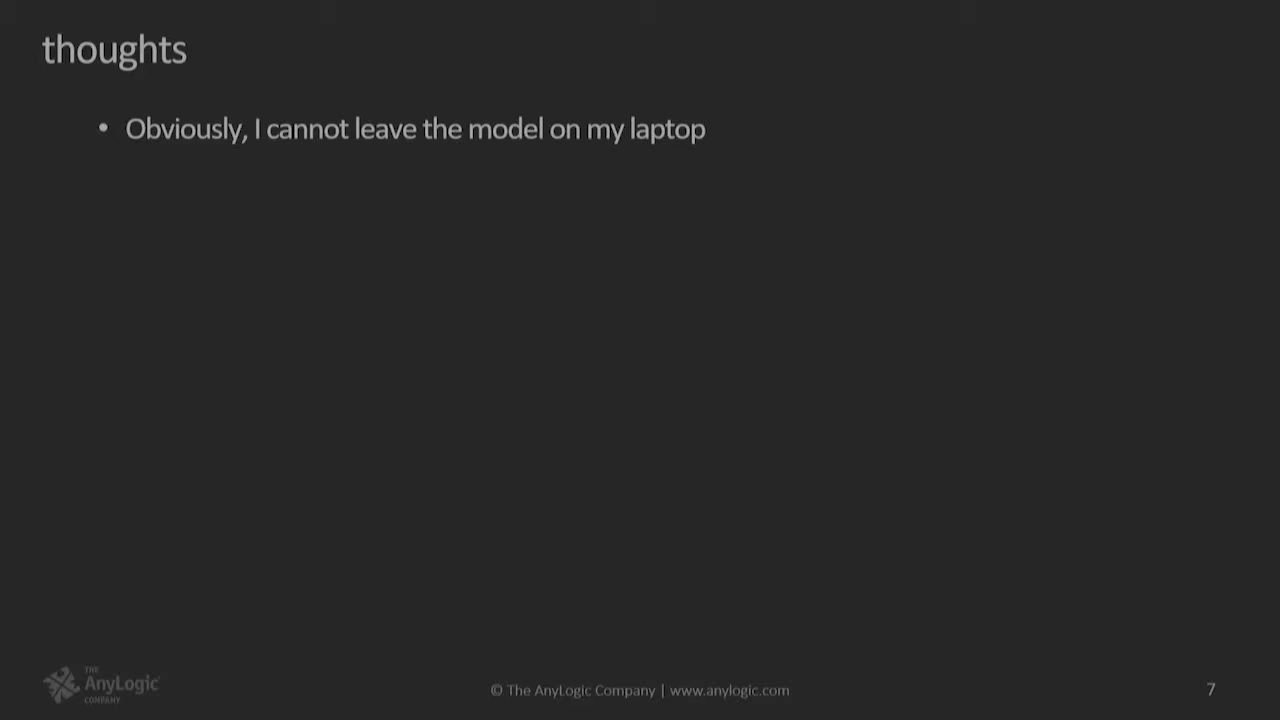 thoughts
• Obviously, I cannot leave the model on my laptop
THE
AnyLogic
COMPANY
© The AnyLogic Company | www.anylogic.com
7